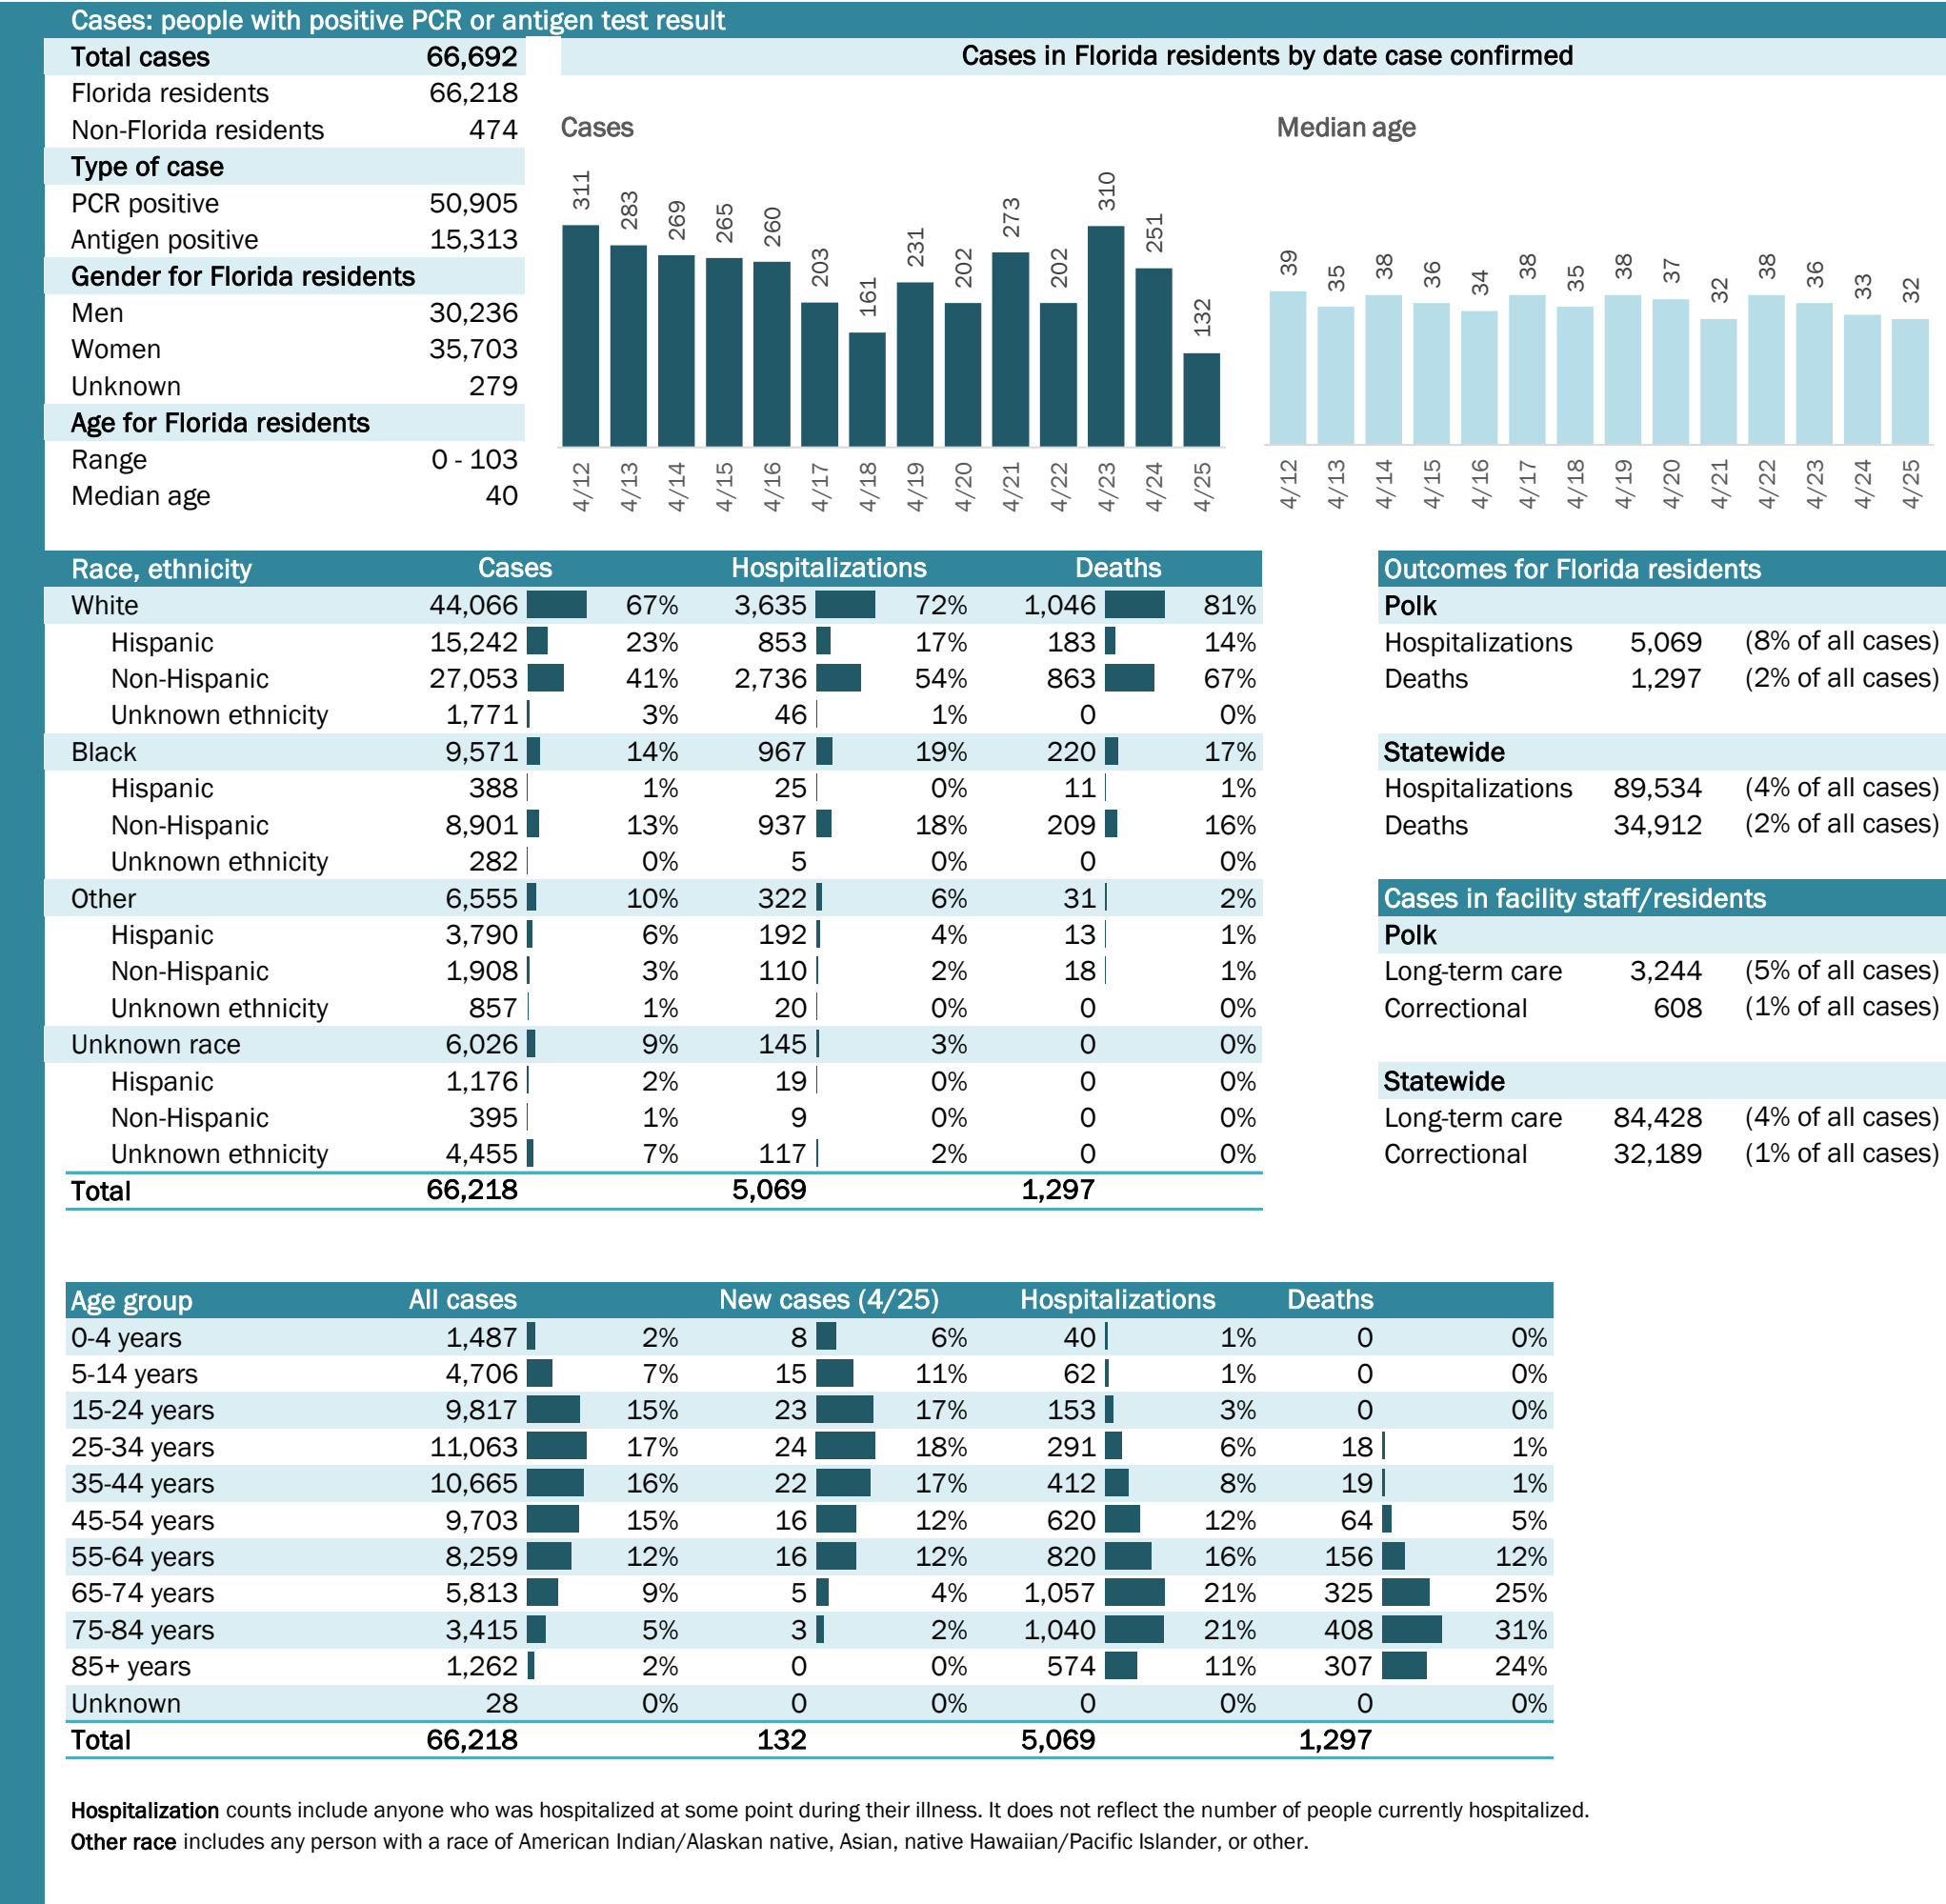 Cases: people with positive PCR or antigen test result
Total cases 66,692
Florida residents 66,218
Non-Florida residents 474
Type of case
PCR positive 50,905
Antigen positive 15,313
Gender for Florida residents
Men 30,236
Women 35,703
Unknown 279
Age for Florida residents
Range 0 - 103
Median age 40
Cases in Florida residents by date case confirmed
Cases
311 283 269 265 260 203 161 231 202 273 202 310 251 132
4/12 4/13 4/14 4/15 4/16 4/17 4/18 4/19 4/20 4/21 4/22 4/23 4/24 4/25
Median age
39 35 38 36 34 38 35 38 37 32 38 36 33 32
4/12 4/13 4/14 4/15 4/16 4/17 4/18 4/19 4/20 4/21 4/22 4/23 4/24 4/25
Race, ethnicity Cases Hospitalizations Deaths
White 44,066 67% 3,635 72% 1,046 81%
Hispanic 15,242 23% 853 17% 183 14%
Non-Hispanic 27,053 41% 2,736 54% 863 67%
Unknown ethnicity 1,771 3% 46 1% 0 0%
Black 9,571 14% 967 19% 220 17%
Hispanic 388 1% 25 0% 11 1%
Non-Hispanic 8,901 13% 937 18% 209 16%
Unknown ethnicity 282 0% 5 0% 0 0%
Other 6,555 10% 322 6% 31 2%
Hispanic 3,790 6% 192 4% 13 1%
Non-Hispanic 1,908 3% 110 2% 18 1%
Unknown ethnicity 857 1% 20 0% 0 0%
Unknown race 6,026 9% 145 3% 0 0%
Hispanic 1,176 2% 19 0% 0 0%
Non-Hispanic 395 1% 9 0% 0 0%
Unknown ethnicity 4,455 7% 117 2% 0 0%
Total 66,218 5,069 1,297
Outcomes for Florida residents
Polk
Hospitalizations 5,069 (8% of all cases)
Deaths 1,297 (2% of all cases)
Statewide
Hospitalizations 89,534 (4% of all cases)
Deaths 34,912 (2% of all cases)
Cases in facility staff/residents
Polk
Long-term care 3,244 (5% of all cases)
Correctional 608 (1% of all cases)
Statewide
Long-term care 84,428 (4% of all cases)
Correctional 32,189 (1% of all cases)
Age group All cases New cases (4/25) Hospitalizations Deaths
0-4 years 1,487 2% 8 6% 40 1% 0 0%
5-14 years 4,706 7% 15 11% 62 1% 0 0%
15-24 years 9,817 15% 23 17% 153 3% 0 0%
25-34 years 11,063 17% 24 18% 291 6% 18 1%
35-44 years 10,665 16% 22 17% 412 8% 19 1%
45-54 years 9,703 15% 16 12% 620 12% 64 5%
55-64 years 8,259 12% 16 12% 820 16% 156 12%
65-74 years 5,813 9% 5 4% 1,057 21% 325 25%
75-84 years 3,415 5% 3 2% 1,040 21% 408 31%
85+ years 1,262 2% 0 0% 574 11% 307 24%
Unknown 28 0% 0 0% 0 0% 0 0%
Total 66,218 132 5,069 1,297
Hospitalization counts include anyone who was hospitalized at some point during their illness. It does not reflect the number of people currently hospitalized.
Other race includes any person with a race of American Indian/Alaskan native, Asian, native Hawaiian/Pacific Islander, or other.